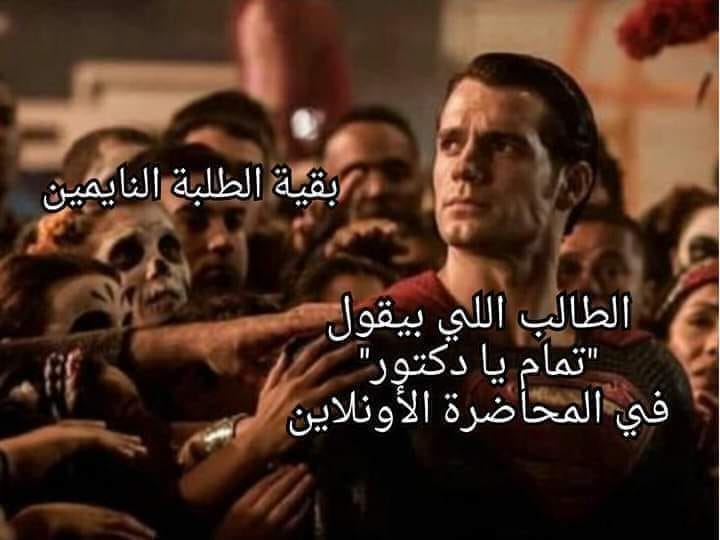 بقية الطلبة النايمين
الطالب اللي بيقول
"تمام يا دكتور"
في المحاضرة الأونلاين